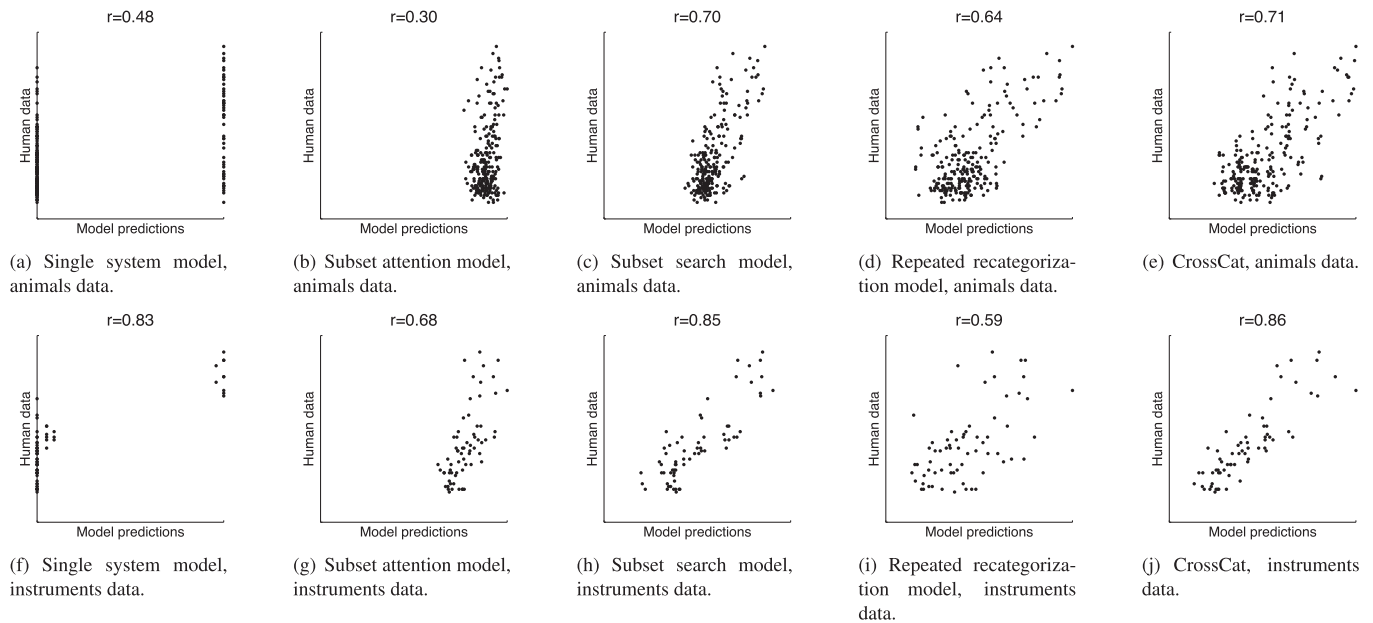 r=0.48
Human data
Model predictions
(a) Single system model,
animals data.
r=0.30
Human data
Model predictions
(b) Subset attention model,
animals data.
r=0.70
Human data
Model predictions
(c) Subset search model,
animals data.
r=0.64
Human data
Model predictions
(d) Repeated recategoriza-
tion model, animals data.
r=0.71
Human data
Model predictions
(e) CrossCat, animals data.
r=0.83
Human data
Model predictions
(f) Single system model,
instruments data.
r=0.68
Human data
Model predictions
(g) Subset attention model,
instruments data.
r=0.85
Human data
Model predictions
(h) Subset search model,
instruments data.
r=0.59
Human data
Model predictions
(i) Repeated recategoriza-
tion model, instruments
data.
r=0.86
Human data
Model predictions
(j) CrossCat, instruments
data.